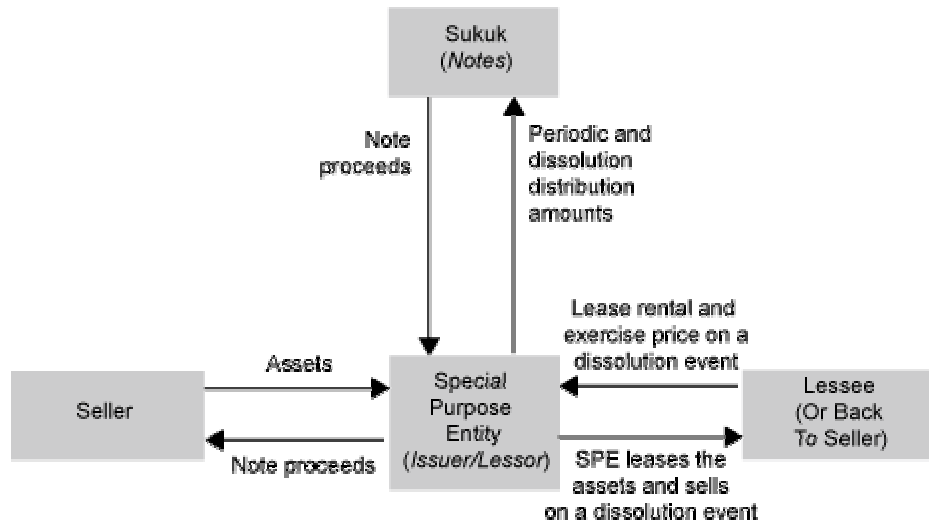 Sukuk
(Notes)
Note
proceeds
Periodic and
dissolution
distribution
amounts
Lease rental and
exercise price on a
dissolution event
Assets
Seller
Special
Purpose
Entity
(Issuer/Lessor)
Lessee
(Or Back
To Seller)
Note proceeds
SPE leases the
assets and sells
on a dissolution event